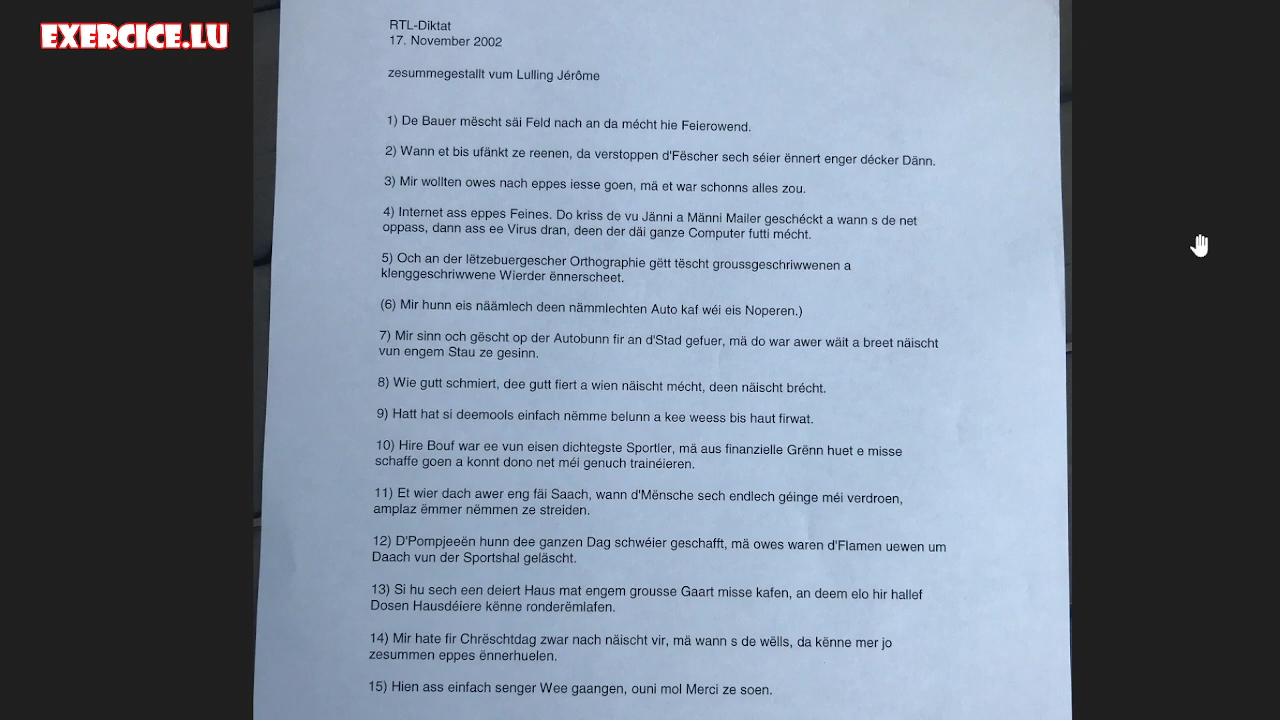 EXERCICE.LU
RTL-Diktat
17. November 2002
zesummegestallt vum Lulling Jérôme
1) De Bauer mëscht säi Feld nach an da mécht hie Feierowend.
2) Wann et bis ufänkt ze reenen, da verstoppen d'Fëscher sech séier ënnert enger décker Dänn.
3) Mir wollten owes nach eppes iesse goen, mä et war schonns alles zou.
4) Internet ass eppes Feines. Do kriss de vu Jänni a Männi Mailer geschéckt a wann s de net
oppass, dann ass ee Virus dran, deen der däi ganze Computer futti mécht.
5) Och an der lëtzebuergescher Orthographie gëtt tëscht groussgeschriwwenen a
klenggeschriwwene Wierder ënnerscheet.
(6) Mir hunn eis näämlech deen nämmlechten Auto kaf wéi eis Noperen.)
7) Mir sinn och gëscht op der Autobunn fir an d'Stad gefuer, mä do war awer wäit a breet näischt
vun engem Stau ze gesinn.
8) Wie gutt schmiert, dee gutt fiert a wien näischt mécht, deen näischt brécht.
9) Hatt hat si deemools einfach nëmme belunn a kee weess bis haut firwat.
10) Hire Bouf war ee vun eisen dichtegste Sportler, mä aus finanzielle Grënn huet e misse
schaffe goen a konnt dono net méi genuch trainéieren.
11) Et wier dach awer eng fäi Saach, wann d'Mënsche sech endlech géinge méi verdroen,
amplaz ëmmer nëmmen ze streiden.
12) D'Pompjeeën hunn dee ganzen Dag schwéier geschafft, mä owes waren d'Flamen uewen um
Daach vun der Sportshal geläscht.
13) Si hu sech een deiert Haus mat engem grousse Gaart misse kafen, an deem elo hir hallef
Dosen Hausdéiere kënne ronderëmlafen.
14) Mir hate fir Chrëschtdag zwar nach näischt vir, mä wann s de wëlls, da kënne mer jo
zesummen eppes ënnerhuelen.
15) Hien ass einfach senger Wee gaangen, ouni mol Merci ze soen.